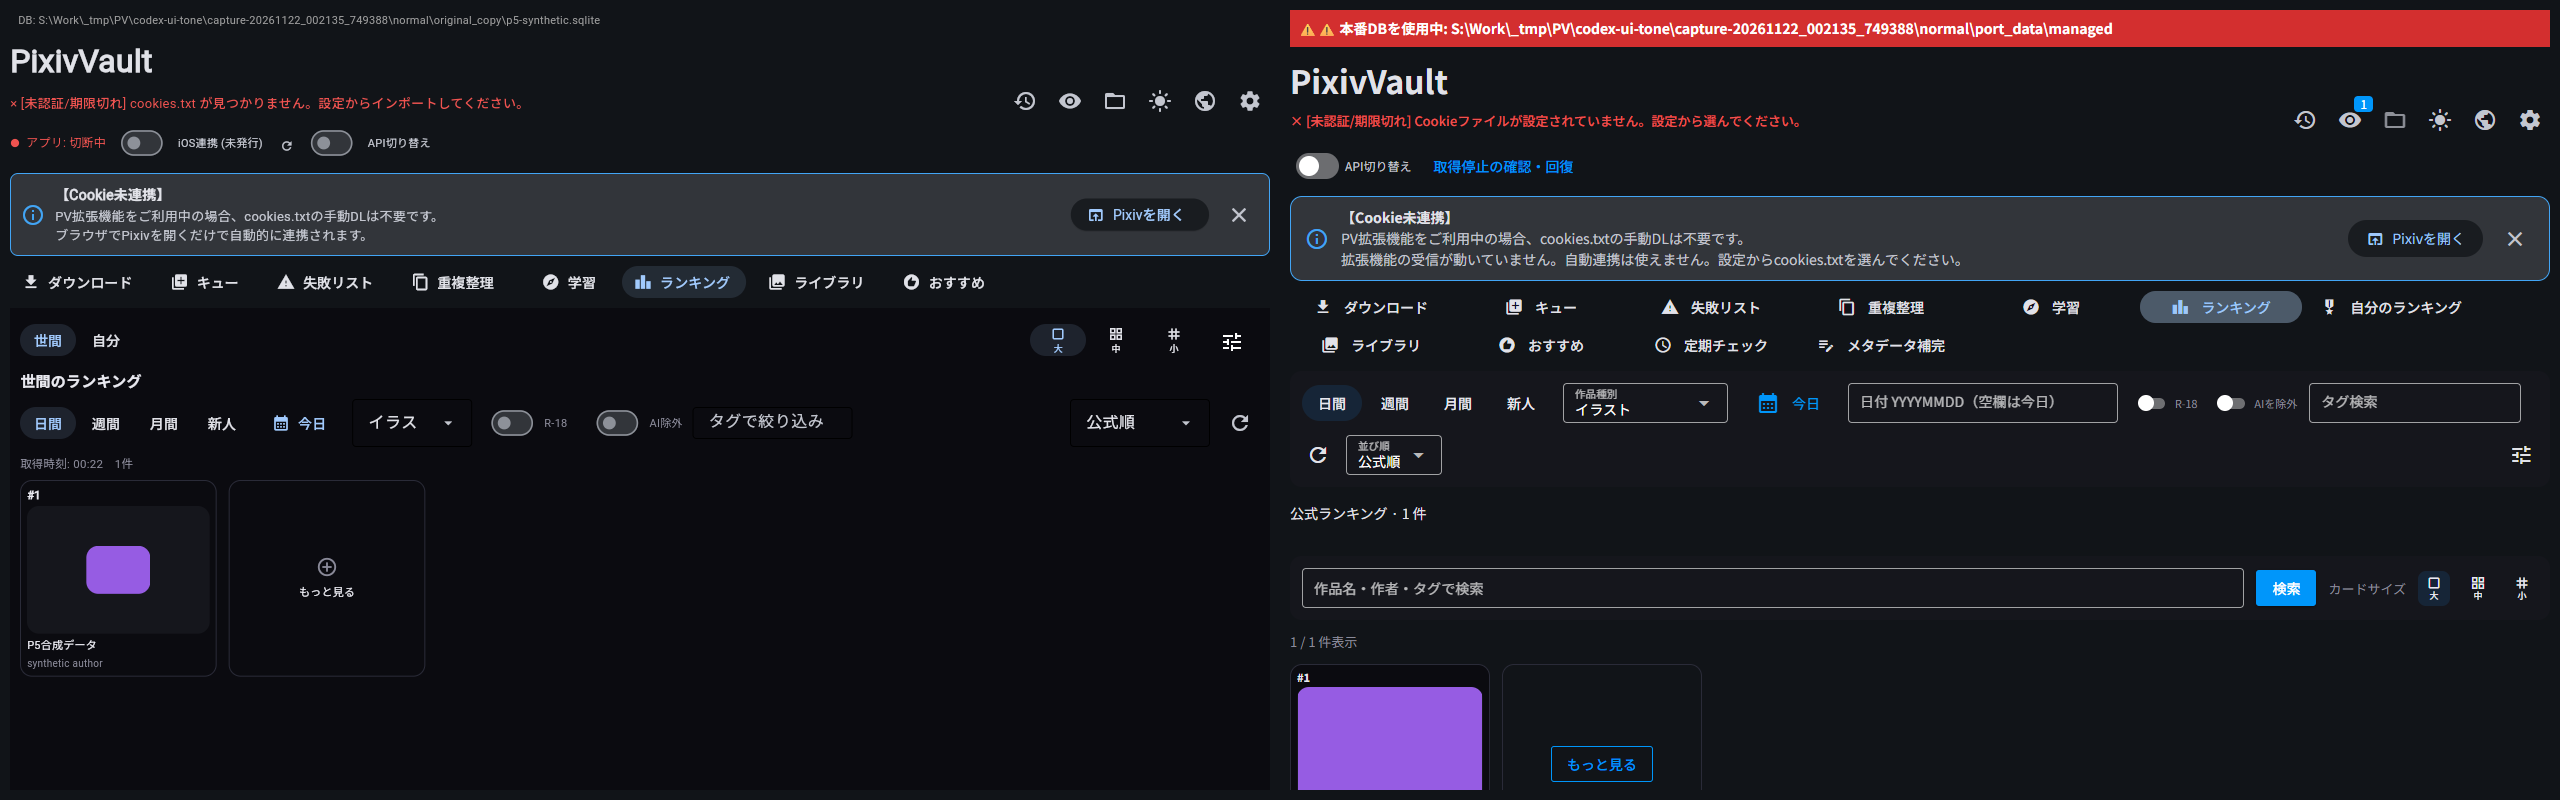 DB: S:\Work\_tmp\PV\codex-ui-tone\capture-20261122_002135_749388\normal\original_copy\p5-synthetic.sqlite
PixivVault
× [未認証/期限切れ] cookies.txt が見つかりません。設定からインポートしてください。
アプリ: 切断中 iOS連携 (未発行) API切り替え
【Cookie未連携】
PV拡張機能をご利用中の場合、cookies.txtの手動DLは不要です。
ブラウザでPixivを開くだけで自動的に連携されます。
Pixivを開く
ダウンロード キュー 失敗リスト 重複整理 学習 ランキング ライブラリ おすすめ
世間 自分 大 中 小
世間のランキング
日間 週間 月間 新人 今日 イラス R-18 AI除外 タグで絞り込み 公式順
取得時刻: 00:22 1件
#1
もっと見る
P5合成データ
synthetic author
本番DBを使用中: S:\Work\_tmp\PV\codex-ui-tone\capture-20261122_002135_749388\normal\port_data\managed
PixivVault
1
× [未認証/期限切れ] Cookieファイルが設定されていません。設定から選んでください。
API切り替え 取得停止の確認・回復
【Cookie未連携】
PV拡張機能をご利用中の場合、cookies.txtの手動DLは不要です。
拡張機能の受信が動いていません。自動連携は使えません。設定からcookies.txtを選んでください。
Pixivを開く
ダウンロード キュー 失敗リスト 重複整理 学習 ランキング 自分のランキング
ライブラリ おすすめ 定期チェック メタデータ補完
日間 週間 月間 新人 作品種別 イラスト 今日 日付 YYYYMMDD（空欄は今日） R-18 AIを除外 タグ検索
並び順
公式順
公式ランキング · 1 件
作品名・作者・タグで検索 検索 カードサイズ 大 中 小
1 / 1 件表示
#1
もっと見る